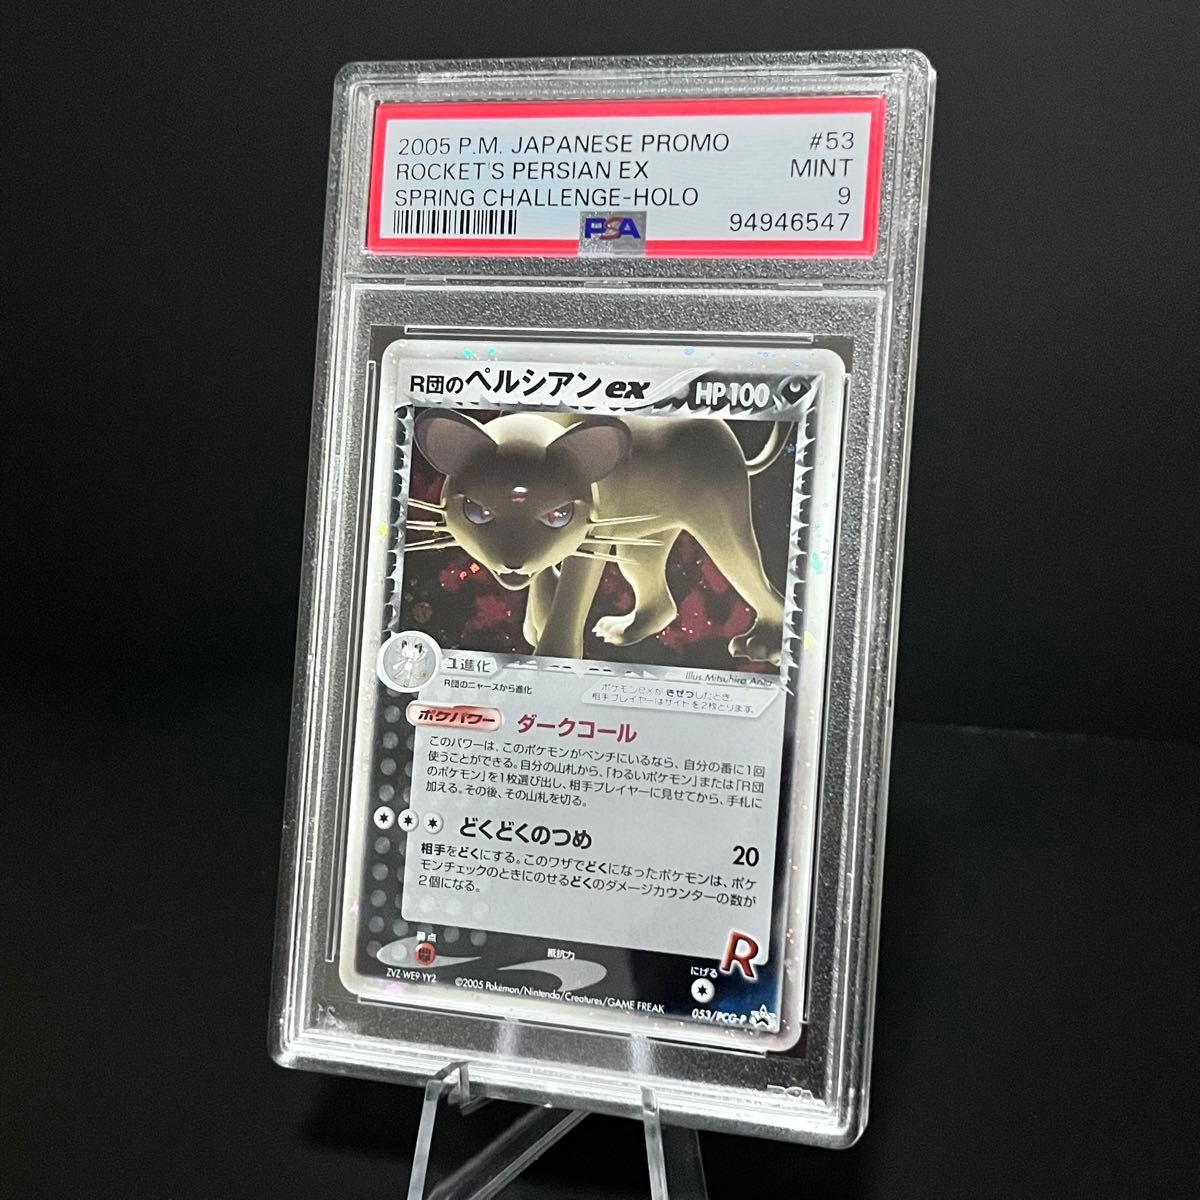 2005 P.M. JAPANESE PROMO #53
ROCKET'S PERSIAN EX MINT
SPRING CHALLENGE-HOLO 9
PSA 94946547
R団のペルシアンex HP100
1進化
R団のニャースから進化
Illus.Mitsuhiro Arita
ポケモンexがきぜつしたとき、
相手プレイヤーはサイドを2枚とります。
ポケパワー ダークコール
このパワーは、このポケモンがベンチにいるなら、自分の番に1回
使うことができる。自分の山札から、「わるいポケモン」または「R団
のポケモン」を1枚選び出し、相手プレイヤーに見せてから、手札に
加える。その後、その山札を切る。
どくどくのつめ 20
相手をどくにする。このワザでどくになったポケモンは、ポケ
モンチェックのときにのせるどくのダメージカウンターの数が
2個になる。
弱点 抵抗力 にげる
R
ZVZ-WE9-YY2
©2005 Pokémon/Nintendo/Creatures/GAME FREAK
053/PCG-P